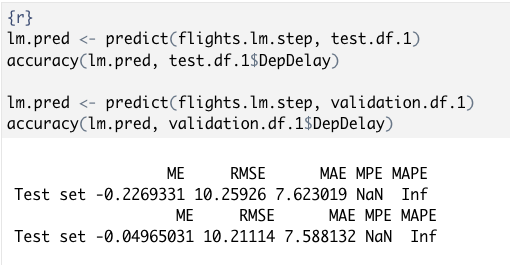 {r}
lm.pred <- predict(flights.lm.step, test.df.1)
accuracy(lm.pred, test.df.1$DepDelay)

lm.pred <- predict(flights.lm.step, validation.df.1)
accuracy(lm.pred, validation.df.1$DepDelay)

ME RMSE MAE MPE MAPE
Test set -0.2269331 10.25926 7.623019 NaN Inf
ME RMSE MAE MPE MAPE
Test set -0.04965031 10.21114 7.588132 NaN Inf